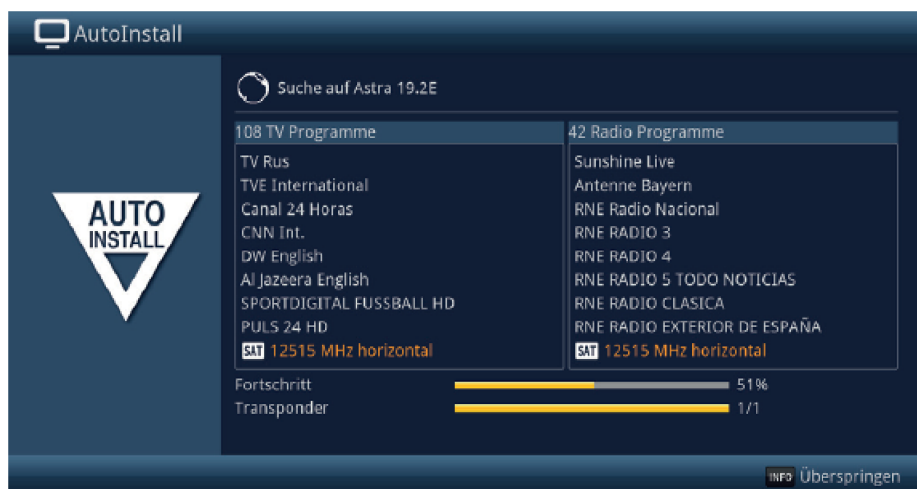 AutoInstall
Suche auf Astra 19.2E
108 TV Programme
TV Rus
TVE International
Canal 24 Horas
CNN Int.
DW English
Al Jazeera English
SPORTDIGITAL FUSSBALL HD
PULS 24 HD
SAT 12515 MHz horizontal
42 Radio Programme
Sunshine Live
Antenne Bayern
RNE Radio Nacional
RNE RADIO 3
RNE RADIO 4
RNE RADIO 5 TODO NOTICIAS
RNE RADIO CLASICA
RNE RADIO EXTERIOR DE ESPAÑA
SAT 12515 MHz horizontal
AUTO
INSTALL
Fortschritt 51%
Transponder 1/1
INFO Überspringen